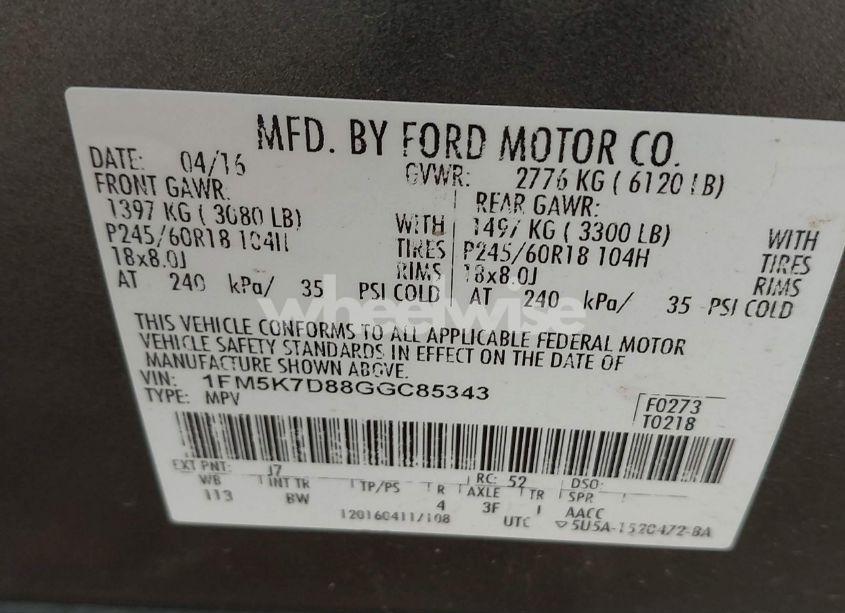 MFD. BY FORD MOTOR CO.
DATE: 04/16 GVWR: 2776 KG ( 6120 LB)
FRONT GAWR: REAR GAWR:
1397 KG ( 3080 LB) WITH 1497 KG ( 3300 LB) WITH
P245/60R18 104H TIRES P245/60R18 104H TIRES
18x8.0J RIMS 18x8.0J RIMS
AT 240 kPa/ 35 PSI COLD AT 240 kPa/ 35 PSI COLD
wheelwise
THIS VEHICLE CONFORMS TO ALL APPLICABLE FEDERAL MOTOR
VEHICLE SAFETY STANDARDS IN EFFECT ON THE DATE OF
MANUFACTURE SHOWN ABOVE.
VIN: 1FM5K7D88GGC85343
TYPE: MPV
F0273
T0218
EXT PNT: J7 RC: 52 DSO:
WB INT TR TP/PS R AXLE TR SPR
113 BW 4 3F I AACC
120160411/108 UTC ▽5U5A-1520472-BA